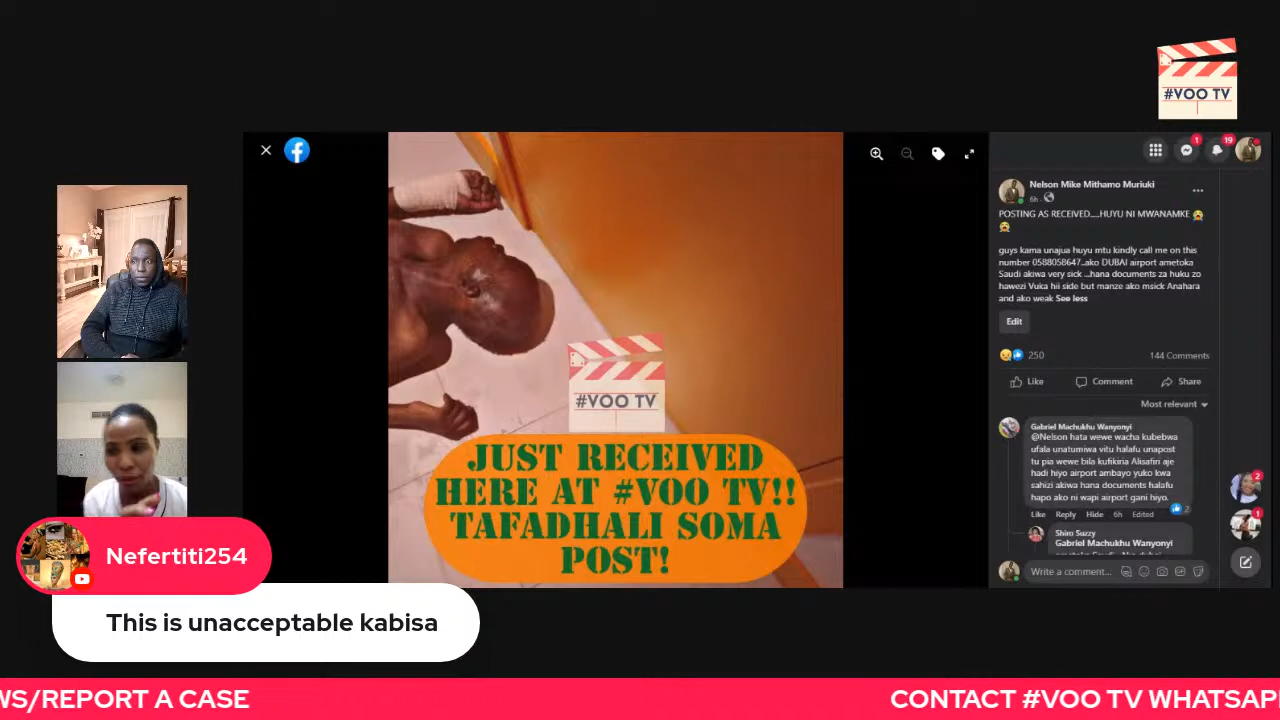 #VOO TV
1
19
Nelson Mike Mithamo Muriuki
6h
POSTING AS RECEIVED....HUYU NI MWANAMKE
guys kama unajua huyu mtu kindly call me on this
number 0588058647..ako DUBAI airport ametoka
Saudi akiwa very sick ...hana documents za huku zo
hawezi Vuka hii side but manze ako msick Anahara
and ako weak See less
Edit
250
144 Comments
Like
Comment
Share
Most relevant
Gabriel Machukhu Wanyonyi
@Nelson hata wewe wacha kubebwa
ufala unatumiwa vitu halafu unapost
tu pia wewe bila kufikiria Alisafiri aje
hadi hiyo airport ambayo yuko kwa
sahizi akiwa hana documents halafu
hapo ako ni wapi airport gani hiyo.
Like Reply Hide 6h Edited
2
Shiro Suzzy
Gabriel Machukhu Wanyonyi
Write a comment...
2
1
#VOO TV
JUST RECEIVED
HERE AT #VOO TV!!
TAFADHALI SOMA
POST!
Nefertiti254
This is unacceptable kabisa
WS/REPORT A CASE
CONTACT #VOO TV WHATSAP